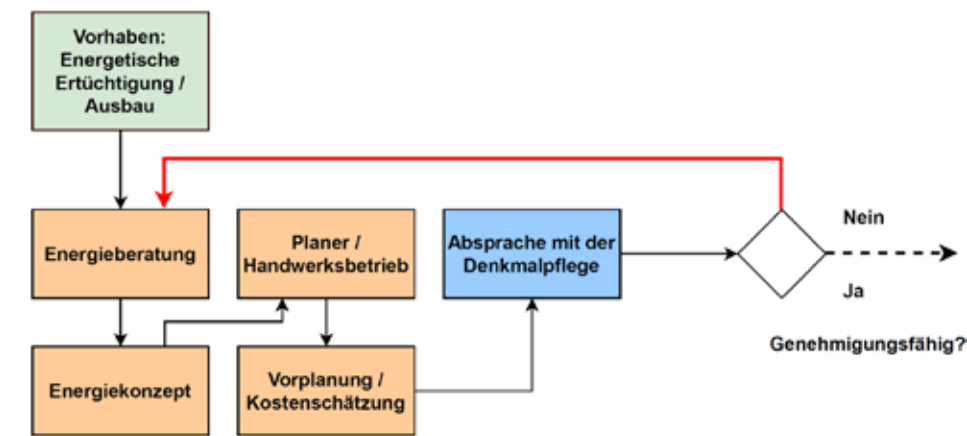 Vorhaben:
Energetische
Ertüchtigung /
Ausbau
Energieberatung
Planer /
Handwerksbetrieb
Absprache mit der
Denkmalpflege
Nein
Ja
Genehmigungsfähig?
Energiekonzept
Vorplanung /
Kostenschätzung